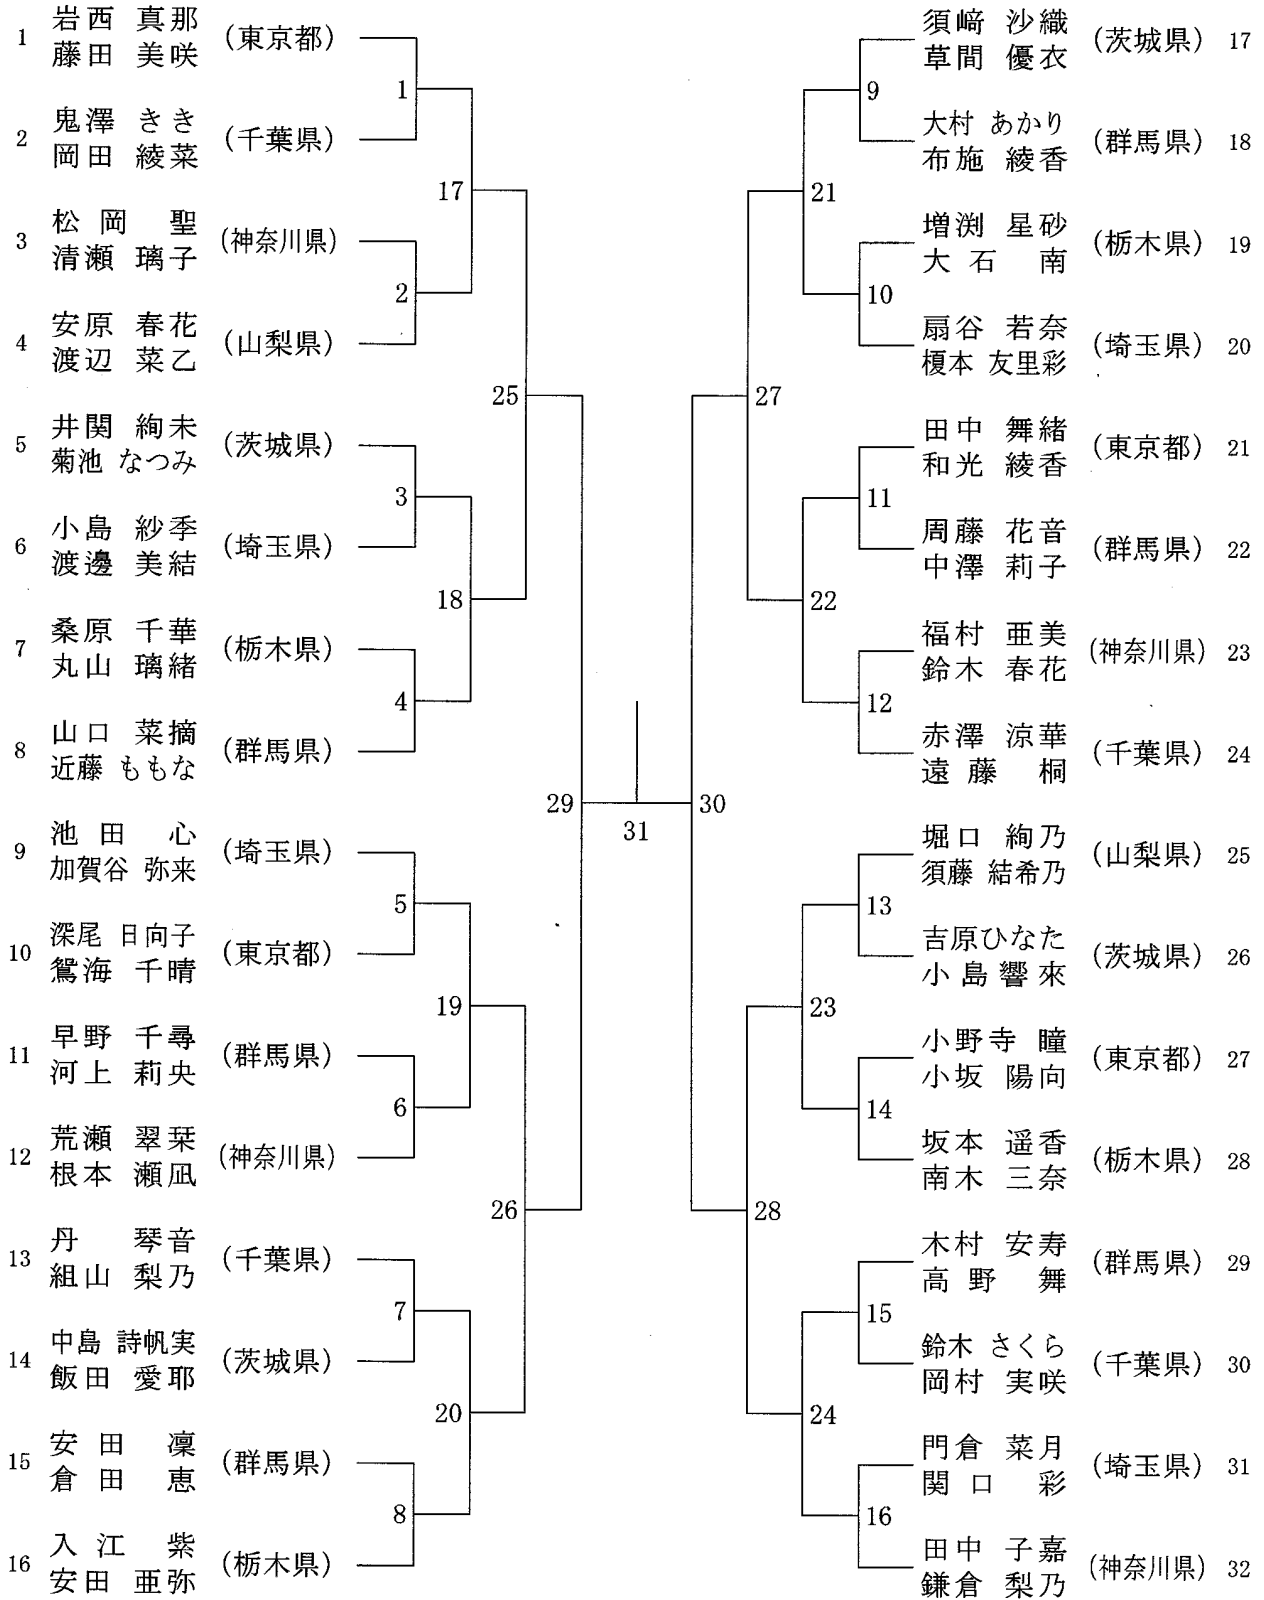 1 岩西 真那 (東京都)
藤田 美咲
2 鬼澤 きき (千葉県)
岡田 綾菜
3 松岡 聖 (神奈川県)
清瀬 璃子
4 安原 春花 (山梨県)
渡辺 菜乙
5 井関 絢未 (茨城県)
菊池 なつみ
6 小島 紗季 (埼玉県)
渡邊 美結
7 桑原 千華 (栃木県)
丸山 璃緒
8 山口 菜摘 (群馬県)
近藤 ももな
9 池田 心 (埼玉県)
加賀谷 弥来
10 深尾 日向子 (東京都)
鴛海 千晴
11 早野 千尋 (群馬県)
河上 莉央
12 荒瀬 翠栞 (神奈川県)
根本 瀬凪
13 丹 琴音 (千葉県)
組山 梨乃
14 中島 詩帆実 (茨城県)
飯田 愛耶
15 安田 凜 (群馬県)
倉田 恵
16 入江 紫 (栃木県)
安田 亜弥
1
2
3
4
5
6
7
8
17
18
19
20
25
26
29
31
30
27
28
21
22
23
24
9
10
11
12
13
14
15
16
須﨑 沙織 (茨城県) 17
草間 優衣
大村 あかり (群馬県) 18
布施 綾香
増渕 星砂 (栃木県) 19
大石 南
扇谷 若奈 (埼玉県) 20
榎本 友里彩
田中 舞緒 (東京都) 21
和光 綾香
周藤 花音 (群馬県) 22
中澤 莉子
福村 亜美 (神奈川県) 23
鈴木 春花
赤澤 涼華 (千葉県) 24
遠藤 桐
堀口 絢乃 (山梨県) 25
須藤 結希乃
吉原ひなた (茨城県) 26
小島響來
小野寺 瞳 (東京都) 27
小坂 陽向
坂本 遥香 (栃木県) 28
南木 三奈
木村 安寿 (群馬県) 29
高野 舞
鈴木 さくら (千葉県) 30
岡村 実咲
門倉 菜月 (埼玉県) 31
関口 彩
田中 子嘉 (神奈川県) 32
鎌倉 梨乃